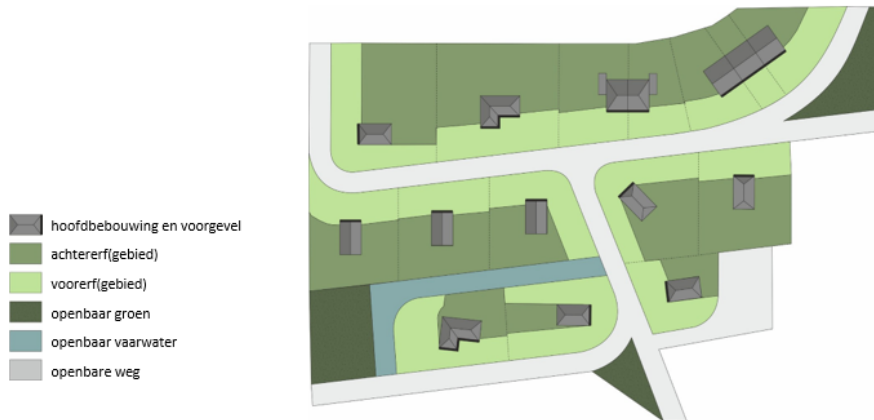 hoofdbebouwing en voorgevel
achtererf(gebied)
voorerf(gebied)
openbaar groen
openbaar vaarwater
openbare weg